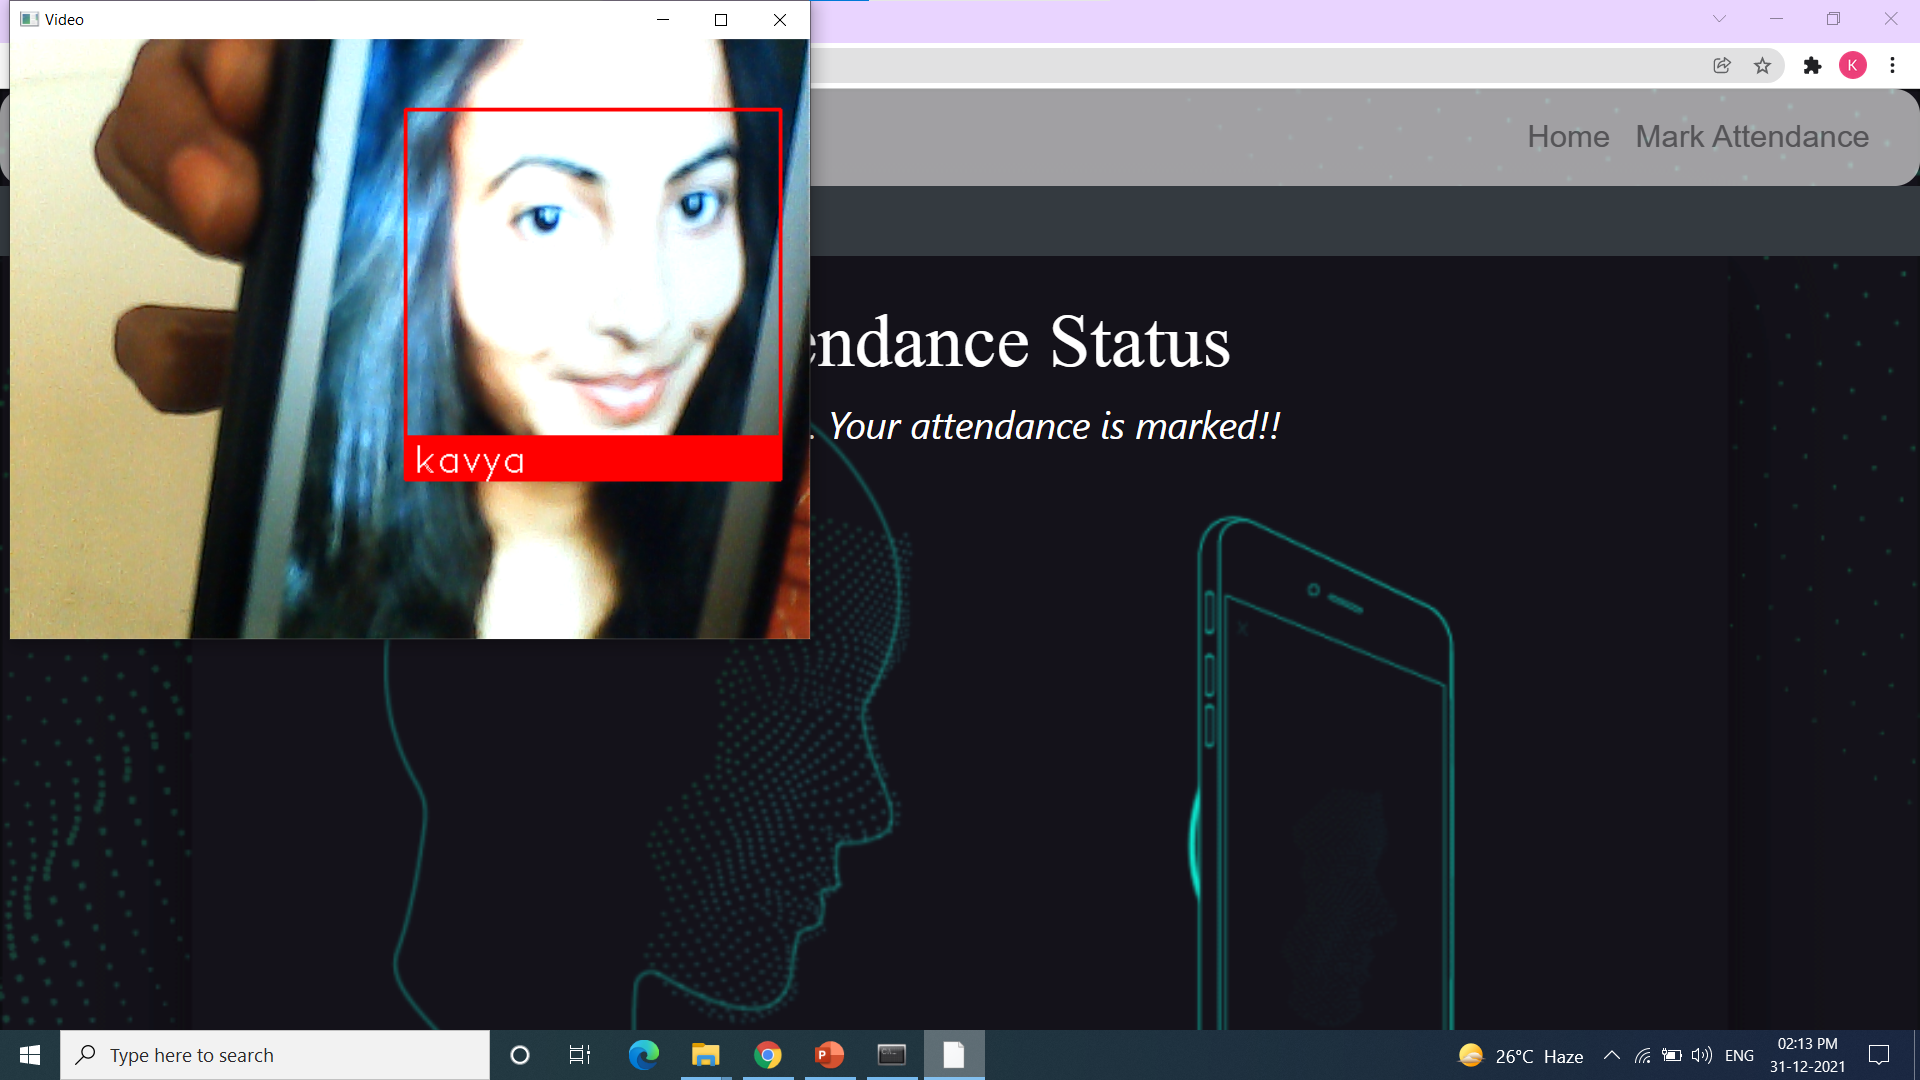 Video
K
Home Mark Attendance
endance Status
. Your attendance is marked!!
kavya
Type here to search
26°C Haze
ENG
02:13 PM
31-12-2021